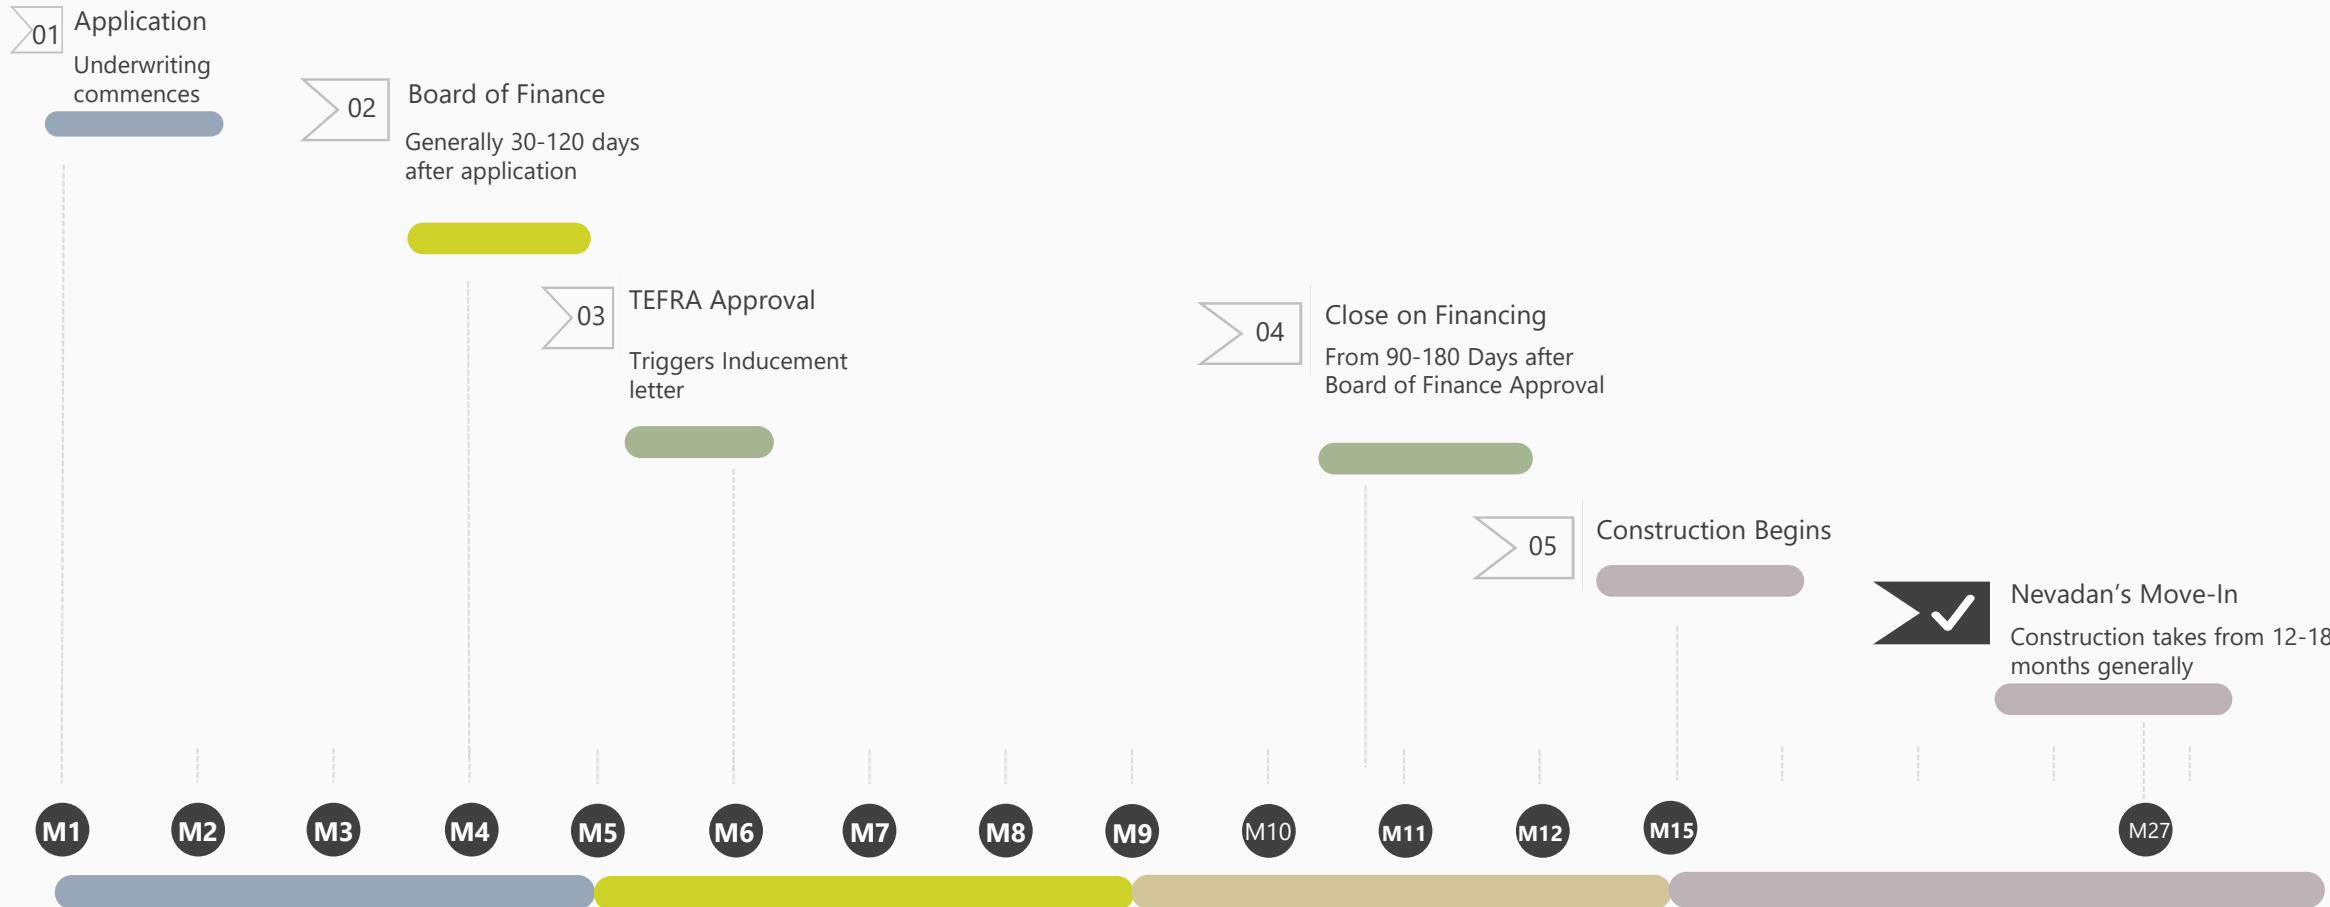 01
Application
Underwriting
commences
02
Board of Finance
Generally 30-120 days
after application
03
TEFRA Approval
Triggers Inducement
letter
04
Close on Financing
From 90-180 Days after
Board of Finance Approval
05
Construction Begins
Nevadan’s Move-In
Construction takes from 12-18
months generally
M1
M2
M3
M4
M5
M6
M7
M8
M9
M10
M11
M12
M15
M27